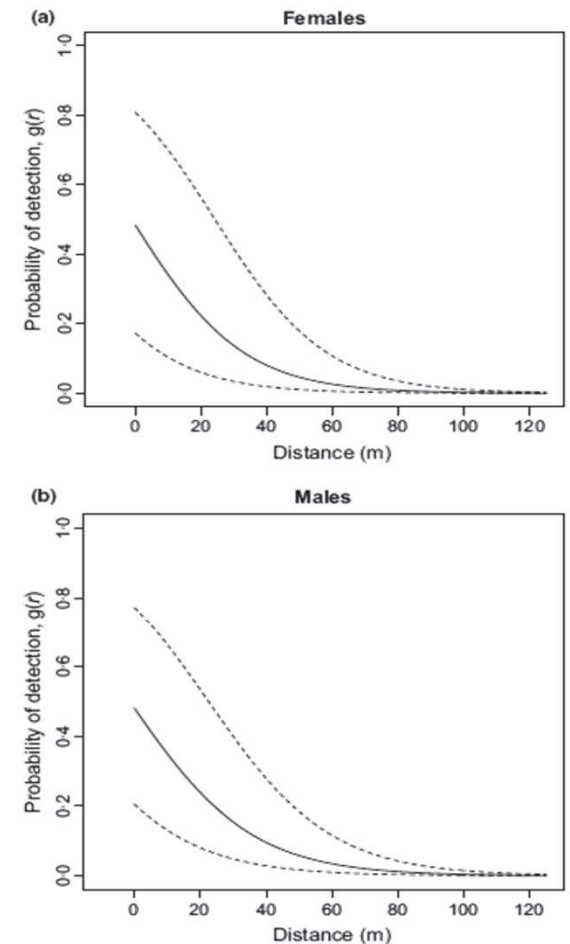 (a) Females
Probability of detection, g(r)
1·0
0·8
0·6
0·4
0·2
0·0
0 20 40 60 80 100 120
Distance (m)
(b) Males
Probability of detection, g(r)
1·0
0·8
0·6
0·4
0·2
0·0
0 20 40 60 80 100 120
Distance (m)